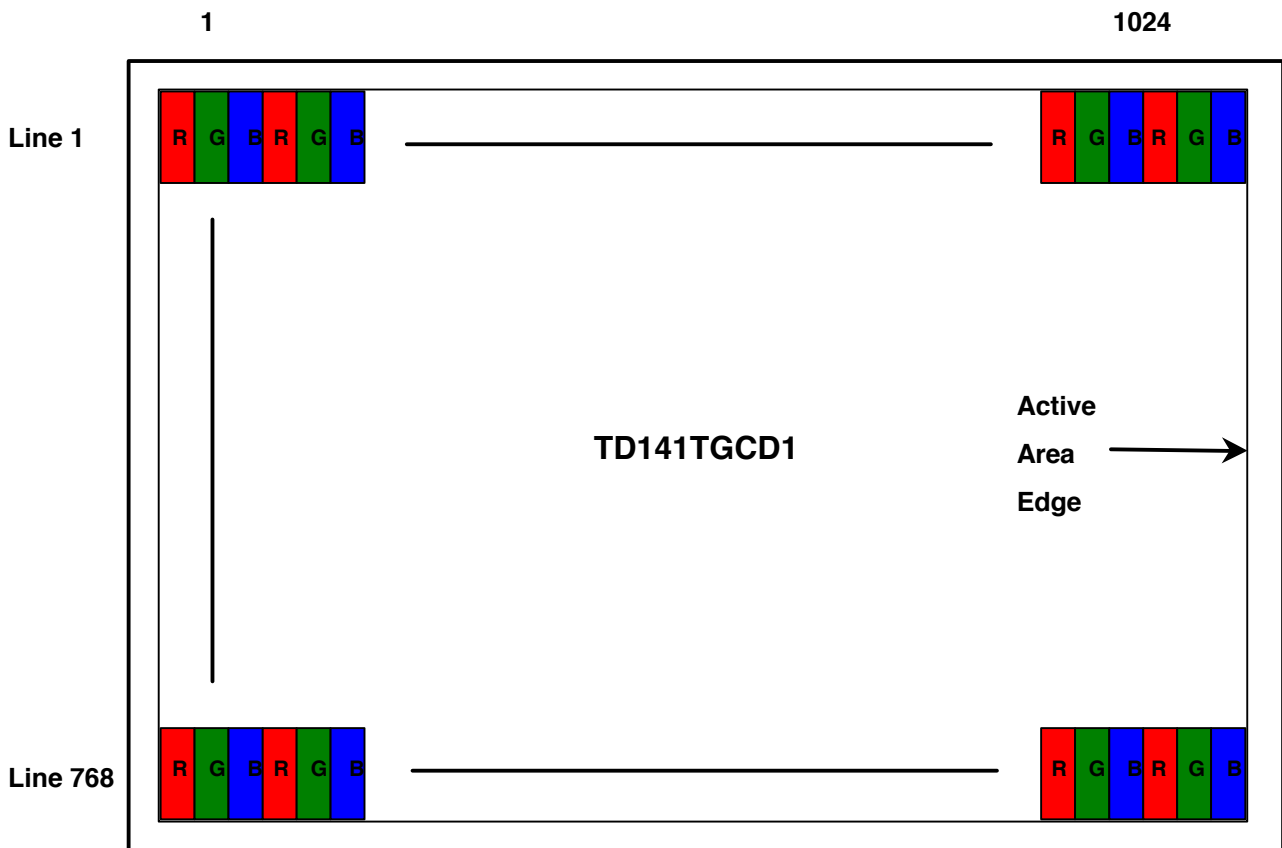 1 1024
Line 1
R G B R G B R G B R G B
Active
TD141TGCD1
Area
Edge
Line 768
R G B R G B R G B R G B